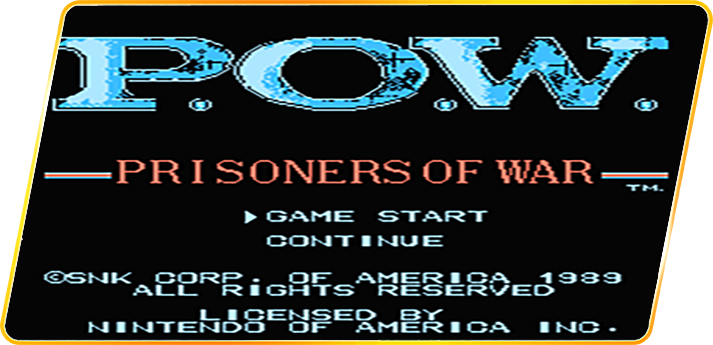 P.O.W.
PRISONERS OF WAR
TM.
GAME START
CONTINUE
©SNK CORP. OF AMERICA 1989
ALL RIGHTS RESERVED
LICENSED BY
NINTENDO OF AMERICA INC.